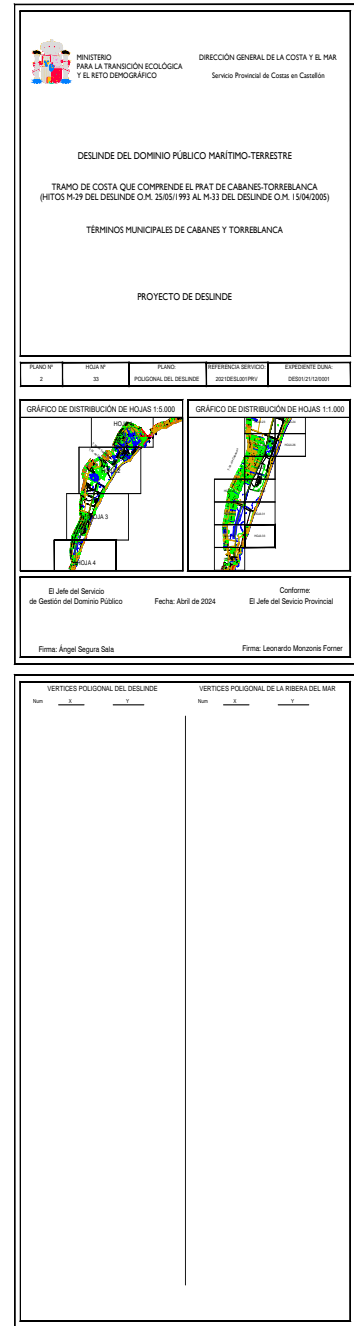 MINISTERIO
PARA LA TRANSICIÓN ECOLÓGICA
Y EL RETO DEMOGRÁFICO
DIRECCIÓN GENERAL DE LA COSTA Y EL MAR
Servicio Provincial de Costas en Castellón
DESLINDE DEL DOMINIO PÚBLICO MARÍTIMO-TERRESTRE
TRAMO DE COSTA QUE COMPRENDE EL PRAT DE CABANES-TORREBLANCA
(HITOS M-29 DEL DESLINDE O.M. 25/05/1993 AL M-33 DEL DESLINDE O.M. 15/04/2005)
TÉRMINOS MUNICIPALES DE CABANES Y TORREBLANCA
PROYECTO DE DESLINDE
PLANO Nº HOJA Nº PLANO: REFERENCIA SERVICIO: EXPEDIENTE DUNA:
2 33 POLIGONAL DEL DESLINDE 2021DESL001PRV DES01/21/12/0001
GRÁFICO DE DISTRIBUCIÓN DE HOJAS 1:5.000
HOJA 3
HOJA 4
GRÁFICO DE DISTRIBUCIÓN DE HOJAS 1:1.000
El Jefe del Servicio
de Gestión del Dominio Público
Fecha: Abril de 2024
Conforme:
El Jefe del Sevicio Provincial
Firma: Ángel Segura Sala
Firma: Leonardo Monzonis Forner
VERTICES POLIGONAL DEL DESLINDE
Num X Y
VERTICES POLIGONAL DE LA RIBERA DEL MAR
Num X Y